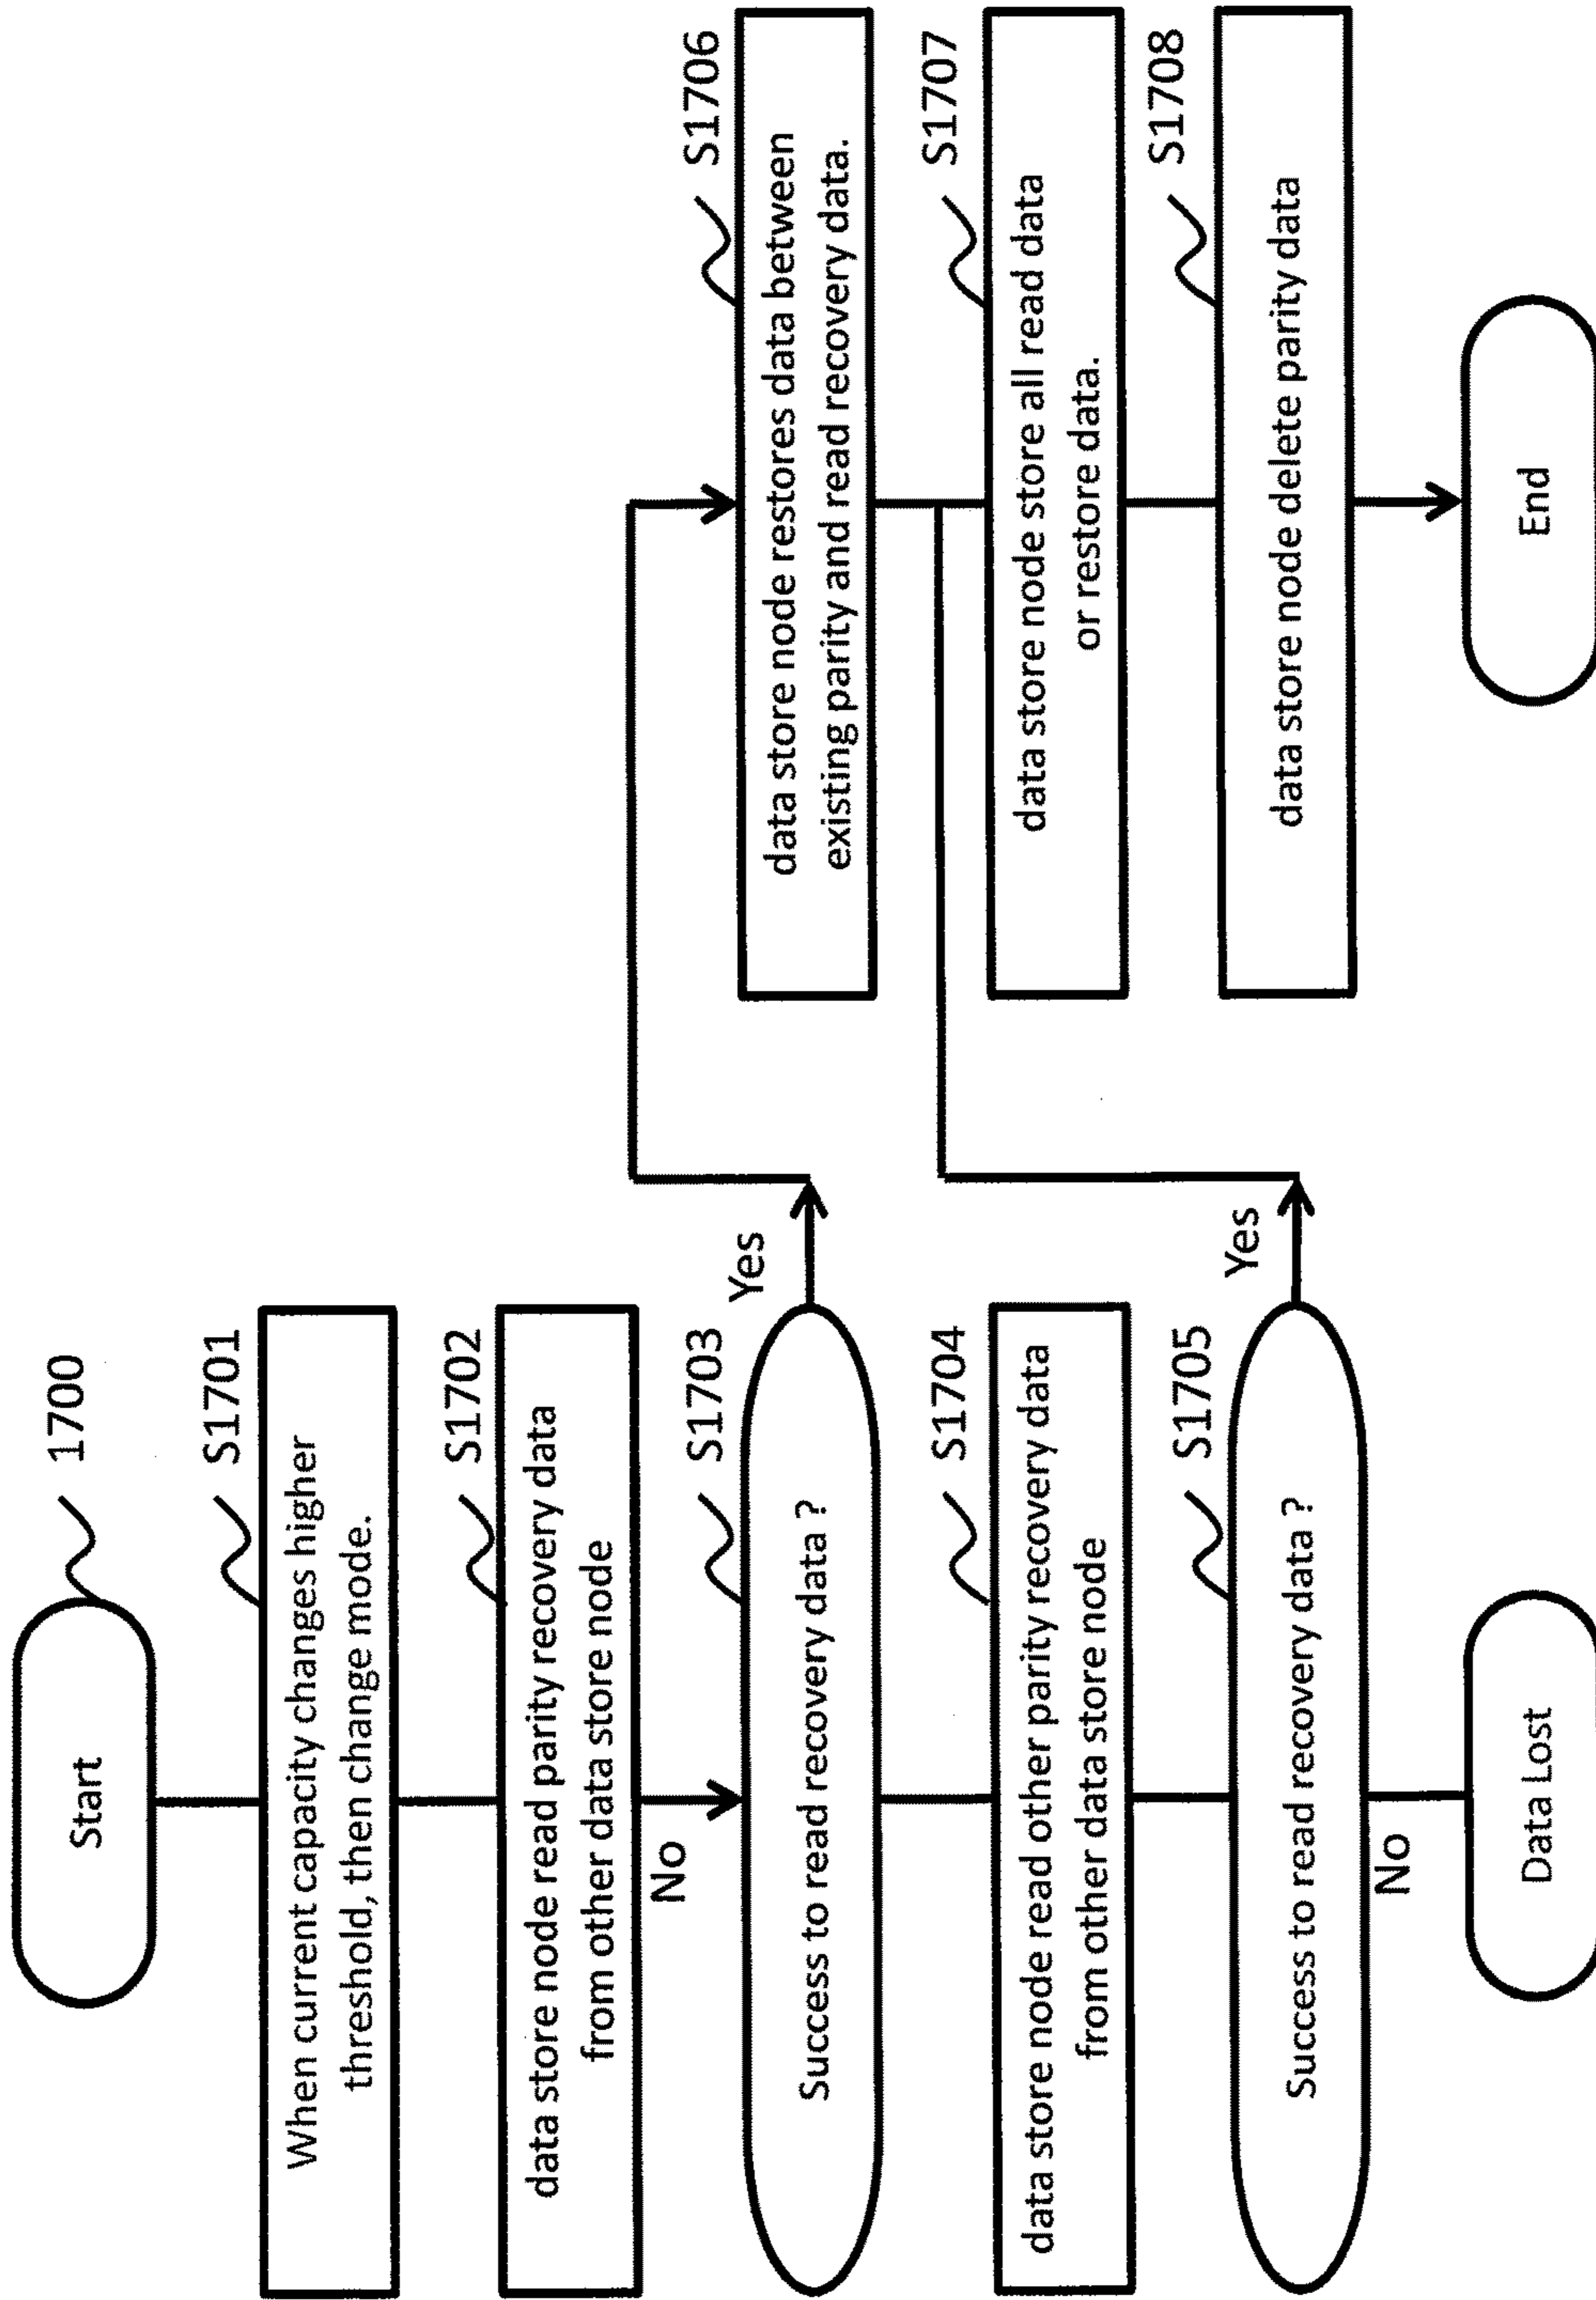 1700
Start
S1701
When current capacity changes higher
threshold, then change mode.
S1702
data store node read parity recovery data
from other data store node
No
S1703
Success to read recovery data ?
Yes
S1704
data store node read other parity recovery data
from other data store node
S1705
Success to read recovery data ?
Yes
No
Data Lost
S1706
data store node restores data between
existing parity and read recovery data.
S1707
data store node store all read data
or restore data.
S1708
data store node delete parity data
End